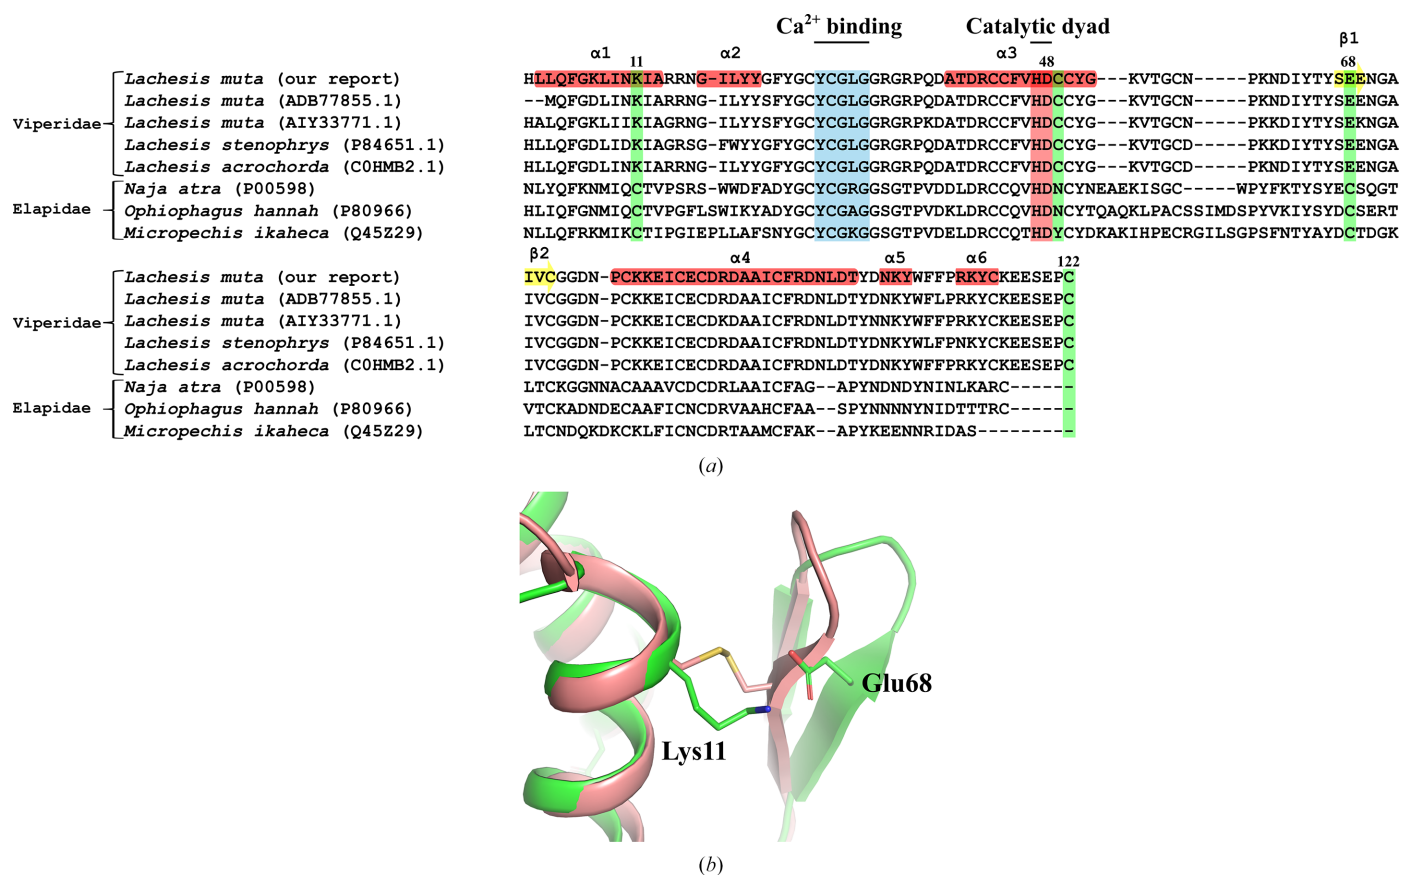 Ca2+ binding Catalytic dyad
α1 11 α2 α3 48 β1 68
Viperidae
Lachesis muta (our report) HLLQFGKLINKIARRNG-ILYYGFYGCYCGLGGRGRPQDATDRCCFVHDCCYG---KVTGCN-----PKNDIYTYSEENGA
Lachesis muta (ADB77855.1) --MQFGDLINKIARRNG-ILYYSFYGCYCGLGGRGRPQDATDRCCFVHDCCYG---KVTGCN-----PKNDIYTYSEENGA
Lachesis muta (AIY33771.1) HALQFGKLIIKIAGRNG-ILYYSFYGCYCGLGGRGRPKDATDRCCFVHDCCYG---KVTGCN-----PKNDIYTYSEKNGA
Lachesis stenophrys (P84651.1) HLLQFGDLIDKIAGRSG-FWYYGFYGCYCGLGGRGRPQDATDRCCFVHDCCYG---KVTGCD-----PKNDIYTYSEENGA
Lachesis acrochorda (C0HMB2.1) HLLQFGDLINKIARRNG-ILYYGFYGCYCGLGGRGRPQDATDRCCFVHDCCYG---KVTGCD-----PKKDIYTYSEENGA
Elapidae
Naja atra (P00598) NLYQFKNMIQCTVPSRS-WWDFADYGCYCGRGGSGTPVDDLDRCCQVHDNCYNEAEKISGC-----WPYFKTYSYECSQGT
Ophiophagus hannah (P80966) HLIQFGNMIQCTVPGFLSWIKYADYGCYCGAGGSGTPVDKLDRCCQVHDNCYTQAQKLPACSSIMDSPYVKIYSYDCSERT
Micropechis ikaheca (Q45Z29) NLLQFRKMIKCTIPGIEPLLAFSNYGCYCGKGGSGTPVDELDRCCQTHDYCYDKAKIHPECRGILSGPSFNTYAYDCTDGK
β2 α4 α5 α6 122
Viperidae
Lachesis muta (our report) IVCGGDN-PCKKEICECDRDAAICFRDNLDTYDNKYWFFPRKYCKEESEPC
Lachesis muta (ADB77855.1) IVCGGDN-PCKKEICECDRDAAICFRDNLDTYDNKYWFLPRKYCKEESEPC
Lachesis muta (AIY33771.1) IVCGGDN-PCKKEICECDKDAAICFRDNLDTYNNKYWFFPRKYCKEESEPC
Lachesis stenophrys (P84651.1) IVCGGDN-PCKKEICECDRDAAICFRDNLDTYDNKYWLFPRKYCKEESEPC
Lachesis acrochorda (C0HMB2.1) IVCGGDN-PCKKEICECDRDAAICFRDNLDTYDNKYWFFPRKYCKEESEPC
Elapidae
Naja atra (P00598) LTCKGGNNACAAAVCDCDRLAAICFAG--APYNDNDYNINLKARC------
Ophiophagus hannah (P80966) VTCKADNDECAAFICNCDRVAAHCFAA--SPYNNNNYNIDTTTRC------
Micropechis ikaheca (Q45Z29) LTCNDQKDKCKLFICNCDRTAAMCFAK--APYKEENNRIDAS---------
(a)
Glu68
Lys11
(b)